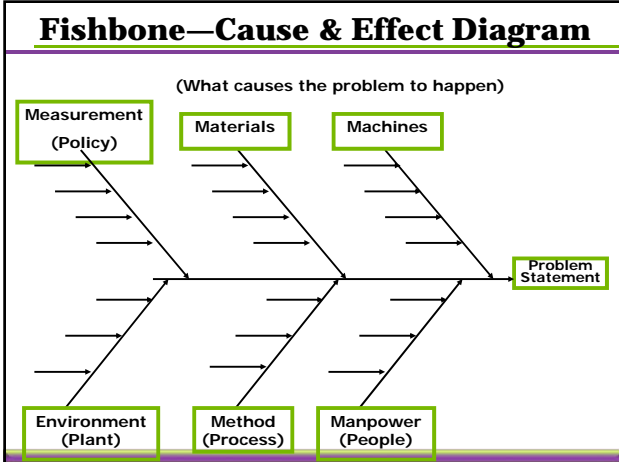 Fishbone—Cause & Effect Diagram
(What causes the problem to happen)
Measurement
(Policy)
Materials
Machines
Problem
Statement
Environment
(Plant)
Method
(Process)
Manpower
(People)